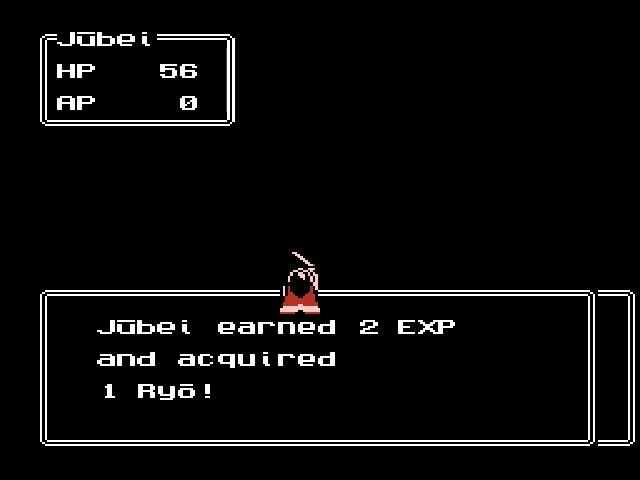 Jūbei
HP 56
AP 0
Jūbei earned 2 EXP
and acquired
1 Ryō!